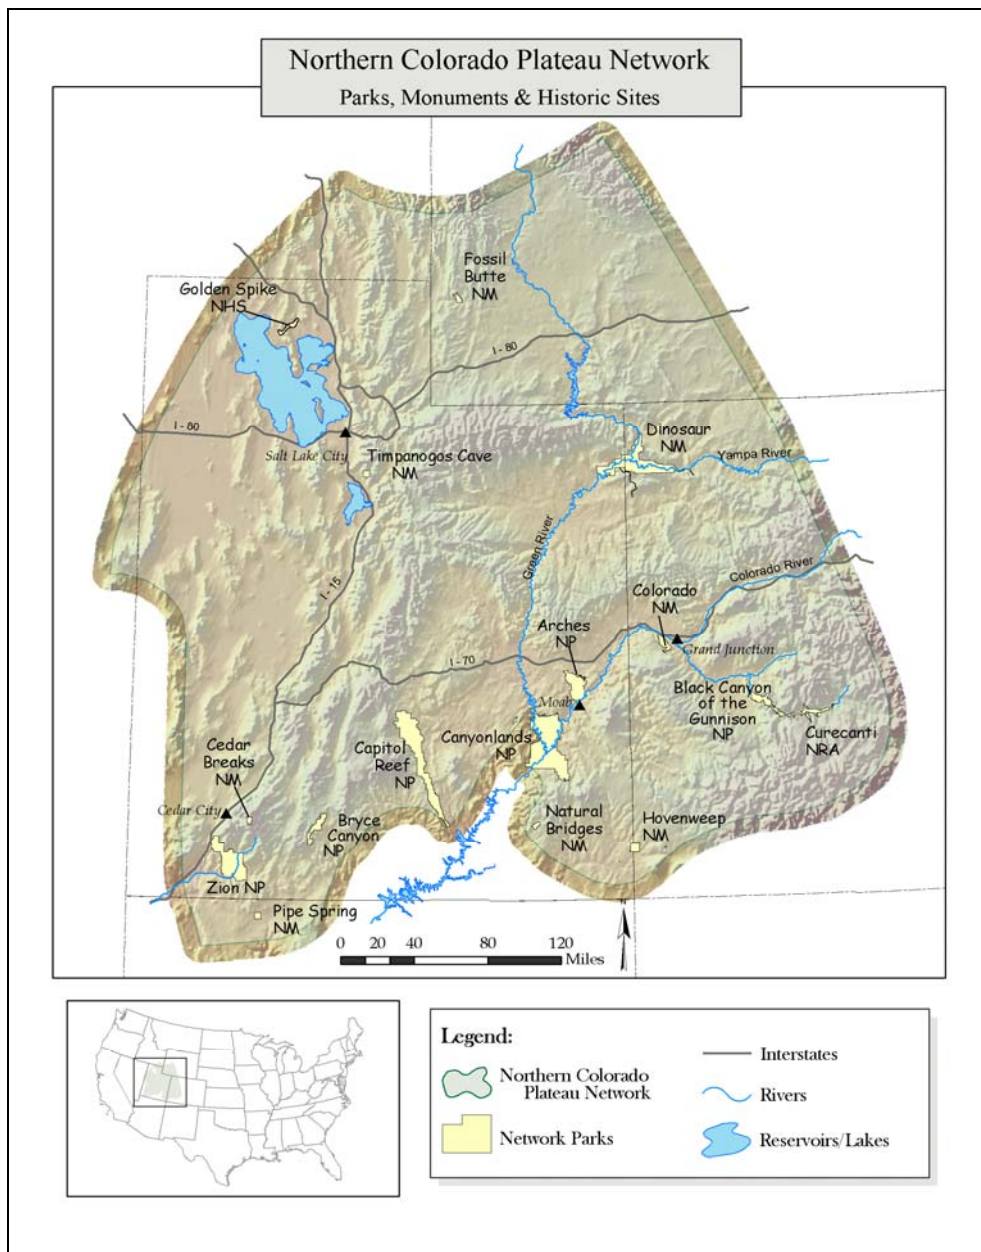 Northern Colorado Plateau Network
Parks, Monuments & Historic Sites
Fossil
Butte
NM
Golden Spike
NHS
I - 80
I - 80
Salt Lake City
Timpanogos Cave
NM
Dinosaur
NM
Yampa River
Green River
I - 15
Colorado River
Colorado
NM
Grand Junction
Arches
NP
I - 70
Moab
Black Canyon
of the
Gunnison
NP
Curecanti
NRA
Cedar
Breaks
NM
Capitol
Reef
NP
Canyonlands
NP
Cedar City
Bryce
Canyon
NP
Natural
Bridges
NM
Hovenweep
NM
Zion NP
Pipe Spring
NM
0 20 40 80 120
Miles
N
Legend:
Northern Colorado
Plateau Network
Network Parks
Interstates
Rivers
Reservoirs/Lakes